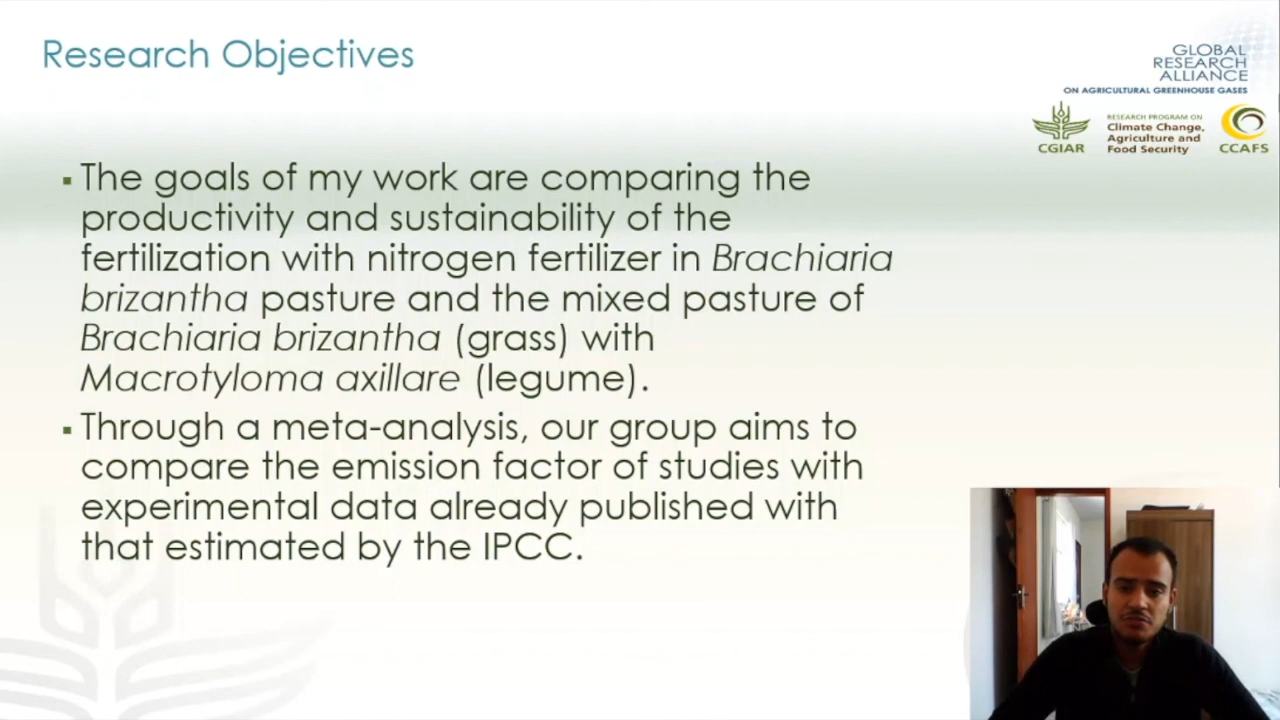 Research Objectives
GLOBAL
RESEARCH
ALLIANCE
ON AGRICULTURAL GREENHOUSE GASES
CGIAR
RESEARCH PROGRAM ON
Climate Change,
Agriculture and
Food Security
CCAFS
▪ The goals of my work are comparing the
productivity and sustainability of the
fertilization with nitrogen fertilizer in Brachiaria
brizantha pasture and the mixed pasture of
Brachiaria brizantha (grass) with
Macrotyloma axillare (legume).
▪ Through a meta-analysis, our group aims to
compare the emission factor of studies with
experimental data already published with
that estimated by the IPCC.